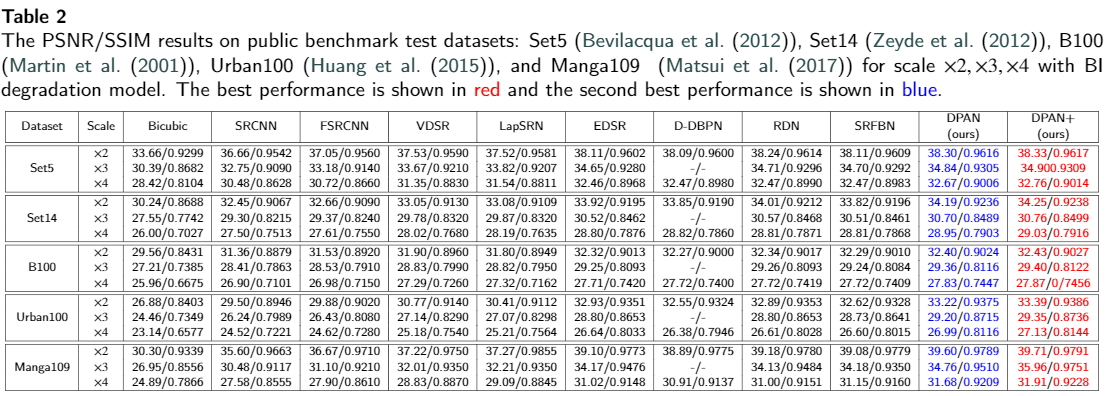 Table 2
The PSNR/SSIM results on public benchmark test datasets: Set5 (Bevilacqua et al. (2012)), Set14 (Zeyde et al. (2012)), B100
(Martin et al. (2001)), Urban100 (Huang et al. (2015)), and Manga109 (Matsui et al. (2017)) for scale ×2,×3,×4 with BI
degradation model. The best performance is shown in red and the second best performance is shown in blue.
Dataset Scale Bicubic SRCNN FSRCNN VDSR LapSRN EDSR D-DBPN RDN SRFBN DPAN (ours) DPAN+ (ours)
×2 33.66/0.9299 36.66/0.9542 37.05/0.9560 37.53/0.9590 37.52/0.9581 38.11/0.9602 38.09/0.9600 38.24/0.9614 38.11/0.9609 38.30/0.9616 38.33/0.9617
Set5 ×3 30.39/0.8682 32.75/0.9090 33.18/0.9140 33.67/0.9210 33.82/0.9207 34.65/0.9280 -/- 34.71/0.9296 34.70/0.9292 34.84/0.9305 34.900.9309
×4 28.42/0.8104 30.48/0.8628 30.72/0.8660 31.35/0.8830 31.54/0.8811 32.46/0.8968 32.47/0.8980 32.47/0.8990 32.47/0.8983 32.67/0.9006 32.76/0.9014
×2 30.24/0.8688 32.45/0.9067 32.66/0.9090 33.05/0.9130 33.08/0.9109 33.92/0.9195 33.85/0.9190 34.01/0.9212 33.82/0.9196 34.19/0.9236 34.25/0.9238
Set14 ×3 27.55/0.7742 29.30/0.8215 29.37/0.8240 29.78/0.8320 29.87/0.8320 30.52/0.8462 -/- 30.57/0.8468 30.51/0.8461 30.70/0.8489 30.76/0.8499
×4 26.00/0.7027 27.50/0.7513 27.61/0.7550 28.02/0.7680 28.19/0.7635 28.80/0.7876 28.82/0.7860 28.81/0.7871 28.81/0.7868 28.95/0.7903 29.03/0.7916
×2 29.56/0.8431 31.36/0.8879 31.53/0.8920 31.90/0.8960 31.80/0.8949 32.32/0.9013 32.27/0.9000 32.34/0.9017 32.29/0.9010 32.40/0.9024 32.43/0.9027
B100 ×3 27.21/0.7385 28.41/0.7863 28.53/0.7910 28.83/0.7990 28.82/0.7950 29.25/0.8093 -/- 29.26/0.8093 29.24/0.8084 29.36/0.8116 29.40/0.8122
×4 25.96/0.6675 26.90/0.7101 26.98/0.7150 27.29/0.7260 27.32/0.7162 27.71/0.7420 27.72/0.7400 27.72/0.7419 27.72/0.7409 27.83/0.7447 27.87/0/7456
×2 26.88/0.8403 29.50/0.8946 29.88/0.9020 30.77/0.9140 30.41/0.9112 32.93/0.9351 32.55/0.9324 32.89/0.9353 32.62/0.9328 33.22/0.9375 33.39/0.9386
Urban100 ×3 24.46/0.7349 26.24/0.7989 26.43/0.8080 27.14/0.8290 27.07/0.8298 28.80/0.8653 -/- 28.80/0.8653 28.73/0.8641 29.20/0.8715 29.35/0.8736
×4 23.14/0.6577 24.52/0.7221 24.62/0.7280 25.18/0.7540 25.21/0.7564 26.64/0.8033 26.38/0.7946 26.61/0.8028 26.60/0.8015 26.99/0.8116 27.13/0.8144
×2 30.30/0.9339 35.60/0.9663 36.67/0.9710 37.22/0.9750 37.27/0.9855 39.10/0.9773 38.89/0.9775 39.18/0.9780 39.08/0.9779 39.60/0.9789 39.71/0.9791
Manga109 ×3 26.95/0.8556 30.48/0.9117 31.10/0.9210 32.01/0.9350 32.21/0.9350 34.17/0.9476 -/- 34.13/0.9484 34.18/0.9350 34.76/0.9510 35.96/0.9751
×4 24.89/0.7866 27.58/0.8555 27.90/0.8610 28.83/0.8870 29.09/0.8845 31.02/0.9148 30.91/0.9137 31.00/0.9151 31.15/0.9160 31.68/0.9209 31.91/0.9228